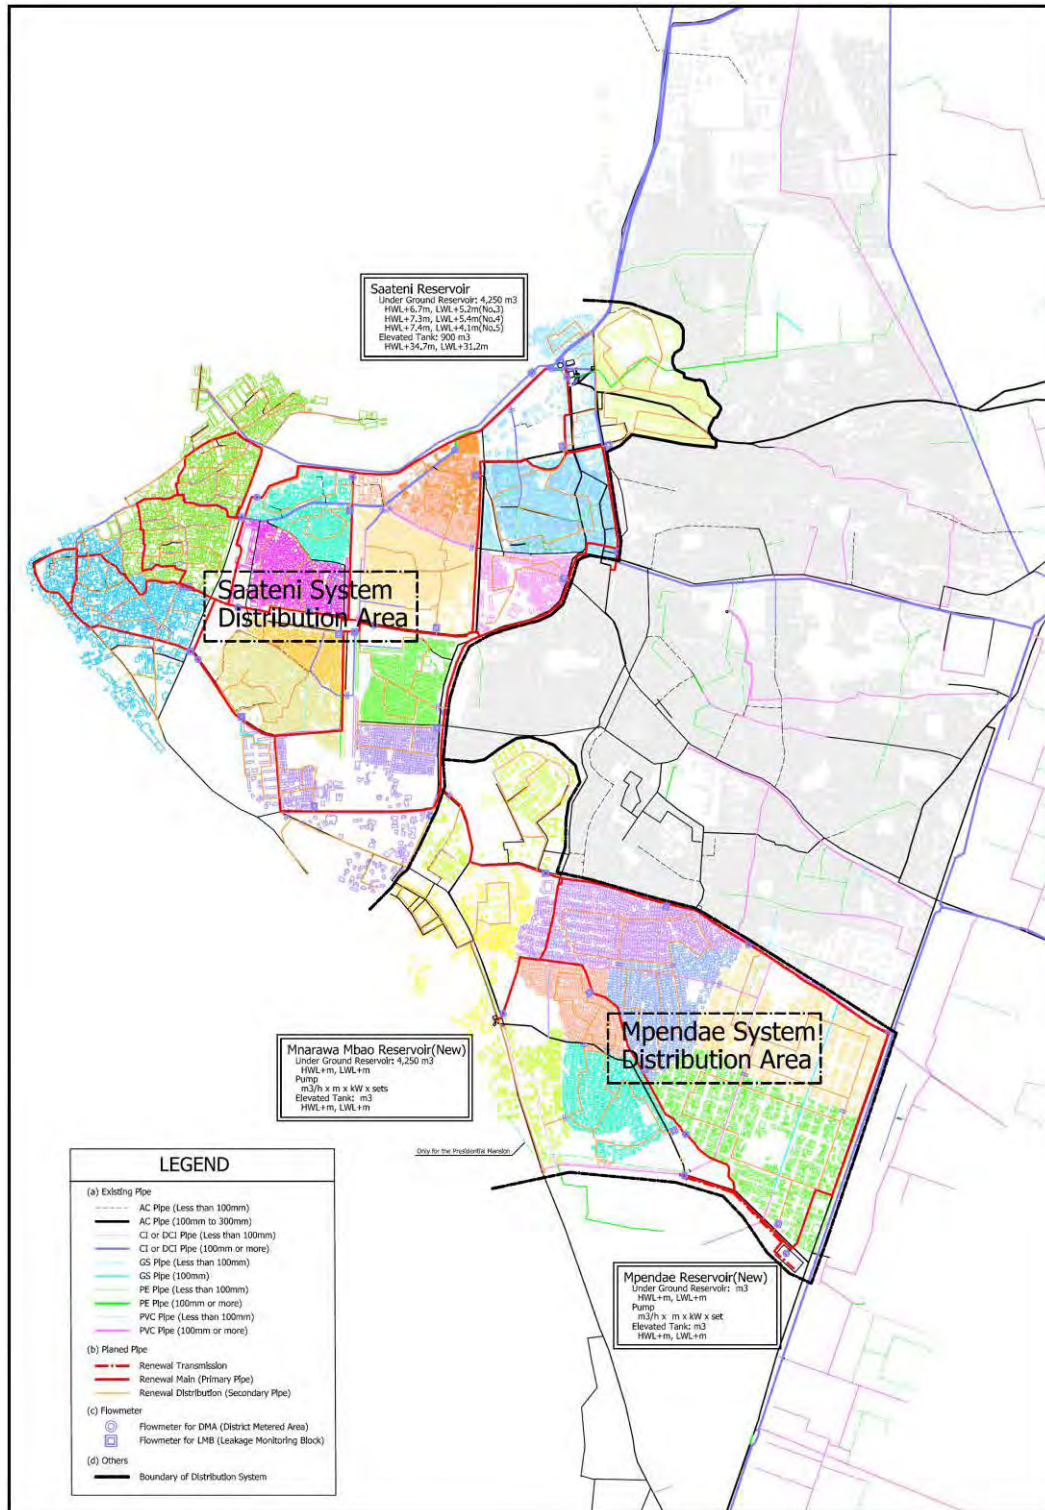 Saateni Reservoir
Under Ground Reservoir: 4,250 m3
HWL+6.7m, LWL+5.2m(No.3)
HWL+7.3m, LWL+5.4m(No.4)
HWL+7.4m, LWL+4.1m(No.5)
Elevated Tank: 900 m3
HWL+34.7m, LWL+31.2m
Saateni System
Distribution Area
Mpendae System
Distribution Area
Mnarawa Mbao Reservoir(New)
Under Ground Reservoir: 4,250 m3
HWL+m, LWL+m
Pump
m3/h x m x kW x sets
Elevated Tank: m3
HWL+m, LWL+m
Only for the Presidential Mansion
Mpendae Reservoir(New)
Under Ground Reservoir: m3
HWL+m, LWL+m
Pump
m3/h x m x kW x set
Elevated Tank: m3
HWL+m, LWL+m
LEGEND
(a) Existing Pipe
AC Pipe (Less than 100mm)
AC Pipe (100mm to 300mm)
CI or DCI Pipe (Less than 100mm)
CI or DCI Pipe (100mm or more)
GS Pipe (Less than 100mm)
GS Pipe (100mm)
PE Pipe (Less than 100mm)
PE Pipe (100mm or more)
PVC Pipe (Less than 100mm)
PVC Pipe (100mm or more)
(b) Planed Pipe
Renewal Transmission
Renewal Main (Primary Pipe)
Renewal Distribution (Secondary Pipe)
(c) Flowmeter
Flowmeter for DMA (District Metered Area)
Flowmeter for LMB (Leakage Monitoring Block)
(d) Others
Boundary of Distribution System